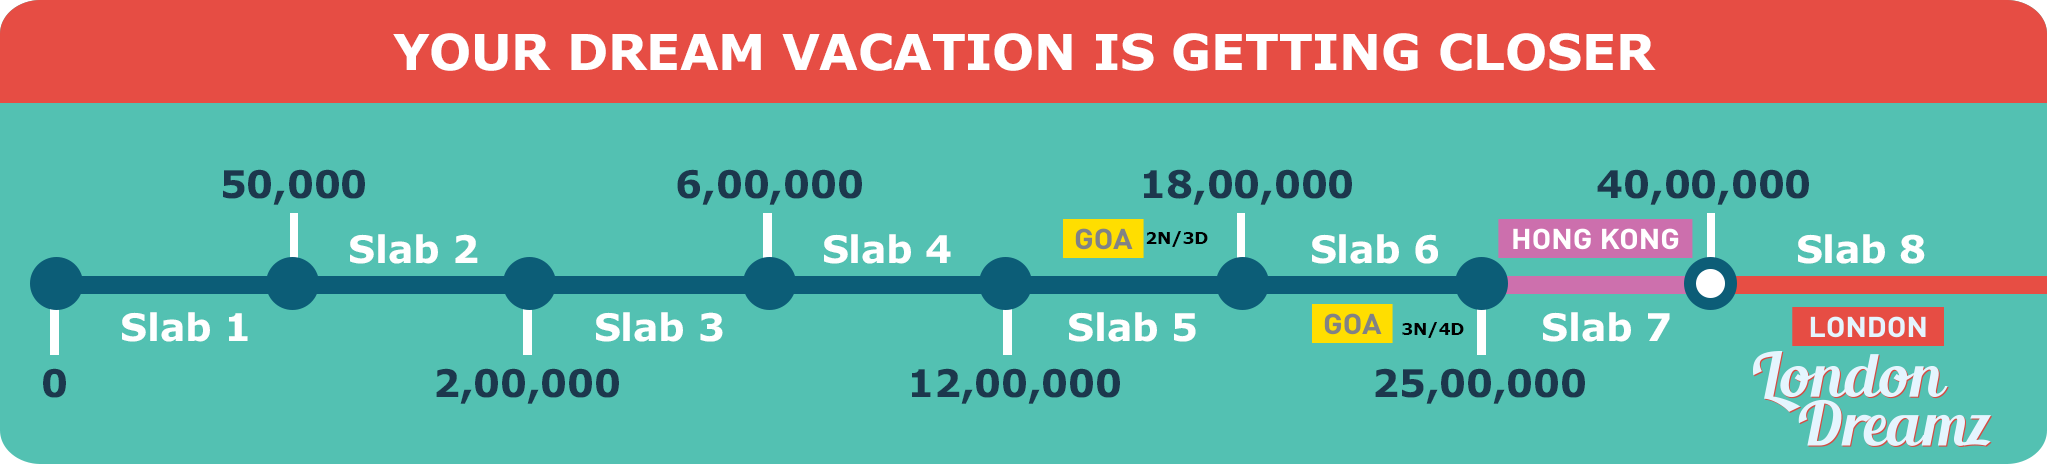 YOUR DREAM VACATION IS GETTING CLOSER
50,000 6,00,000 18,00,000 40,00,000
Slab 2 Slab 4 GOA 2N/3D Slab 6 HONG KONG Slab 8
Slab 1 Slab 3 Slab 5 GOA 3N/4D Slab 7 LONDON
0 2,00,000 12,00,000 25,00,000 London
Dreamz